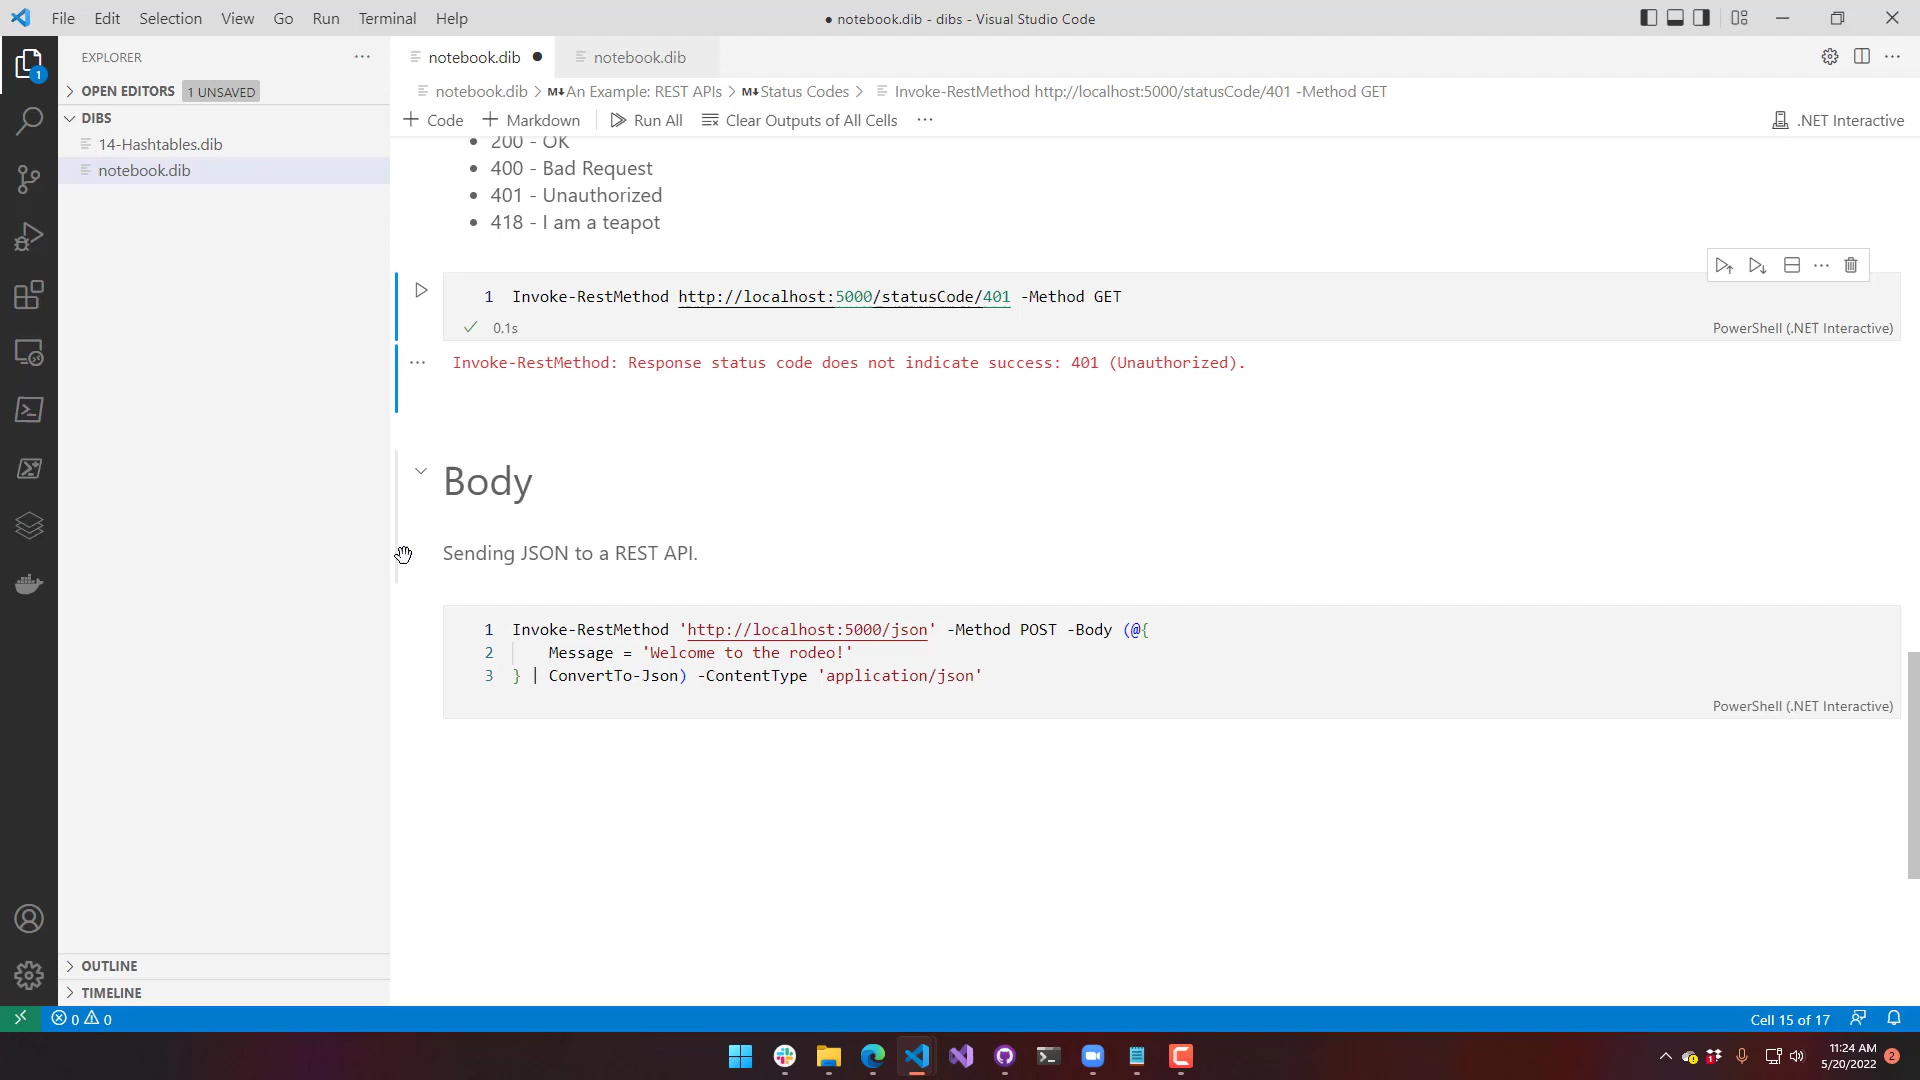 File Edit Selection View Go Run Terminal Help
● notebook.dib - dibs - Visual Studio Code
EXPLORER
OPEN EDITORS 1 UNSAVED
DIBS
14-Hashtables.dib
notebook.dib
OUTLINE
TIMELINE
1
notebook.dib ●
notebook.dib
notebook.dib > M↓An Example: REST APIs > M↓Status Codes > Invoke-RestMethod http://localhost:5000/statusCode/401 -Method GET
+ Code + Markdown Run All Clear Outputs of All Cells ··· .NET Interactive
• 200 - OK
• 400 - Bad Request
• 401 - Unauthorized
• 418 - I am a teapot
1 Invoke-RestMethod http://localhost:5000/statusCode/401 -Method GET
0.1s
PowerShell (.NET Interactive)
Invoke-RestMethod: Response status code does not indicate success: 401 (Unauthorized).
Body
Sending JSON to a REST API.
1 Invoke-RestMethod 'http://localhost:5000/json' -Method POST -Body (@{
2 Message = 'Welcome to the rodeo!'
3 } | ConvertTo-Json) -ContentType 'application/json'
PowerShell (.NET Interactive)
0 0
Cell 15 of 17
11:24 AM
5/20/2022
2